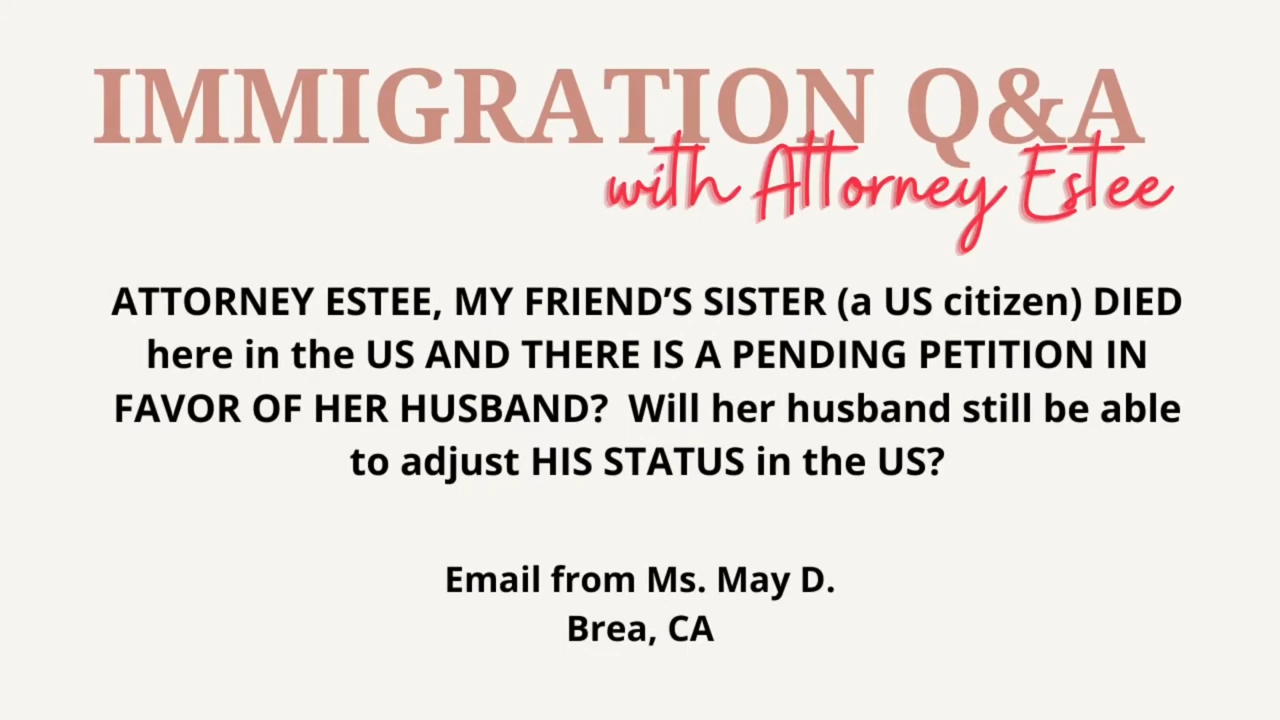 IMMIGRATION Q&A
with Attorney Estee
ATTORNEY ESTEE, MY FRIEND’S SISTER (a US citizen) DIED
here in the US AND THERE IS A PENDING PETITION IN
FAVOR OF HER HUSBAND? Will her husband still be able
to adjust HIS STATUS in the US?
Email from Ms. May D.
Brea, CA